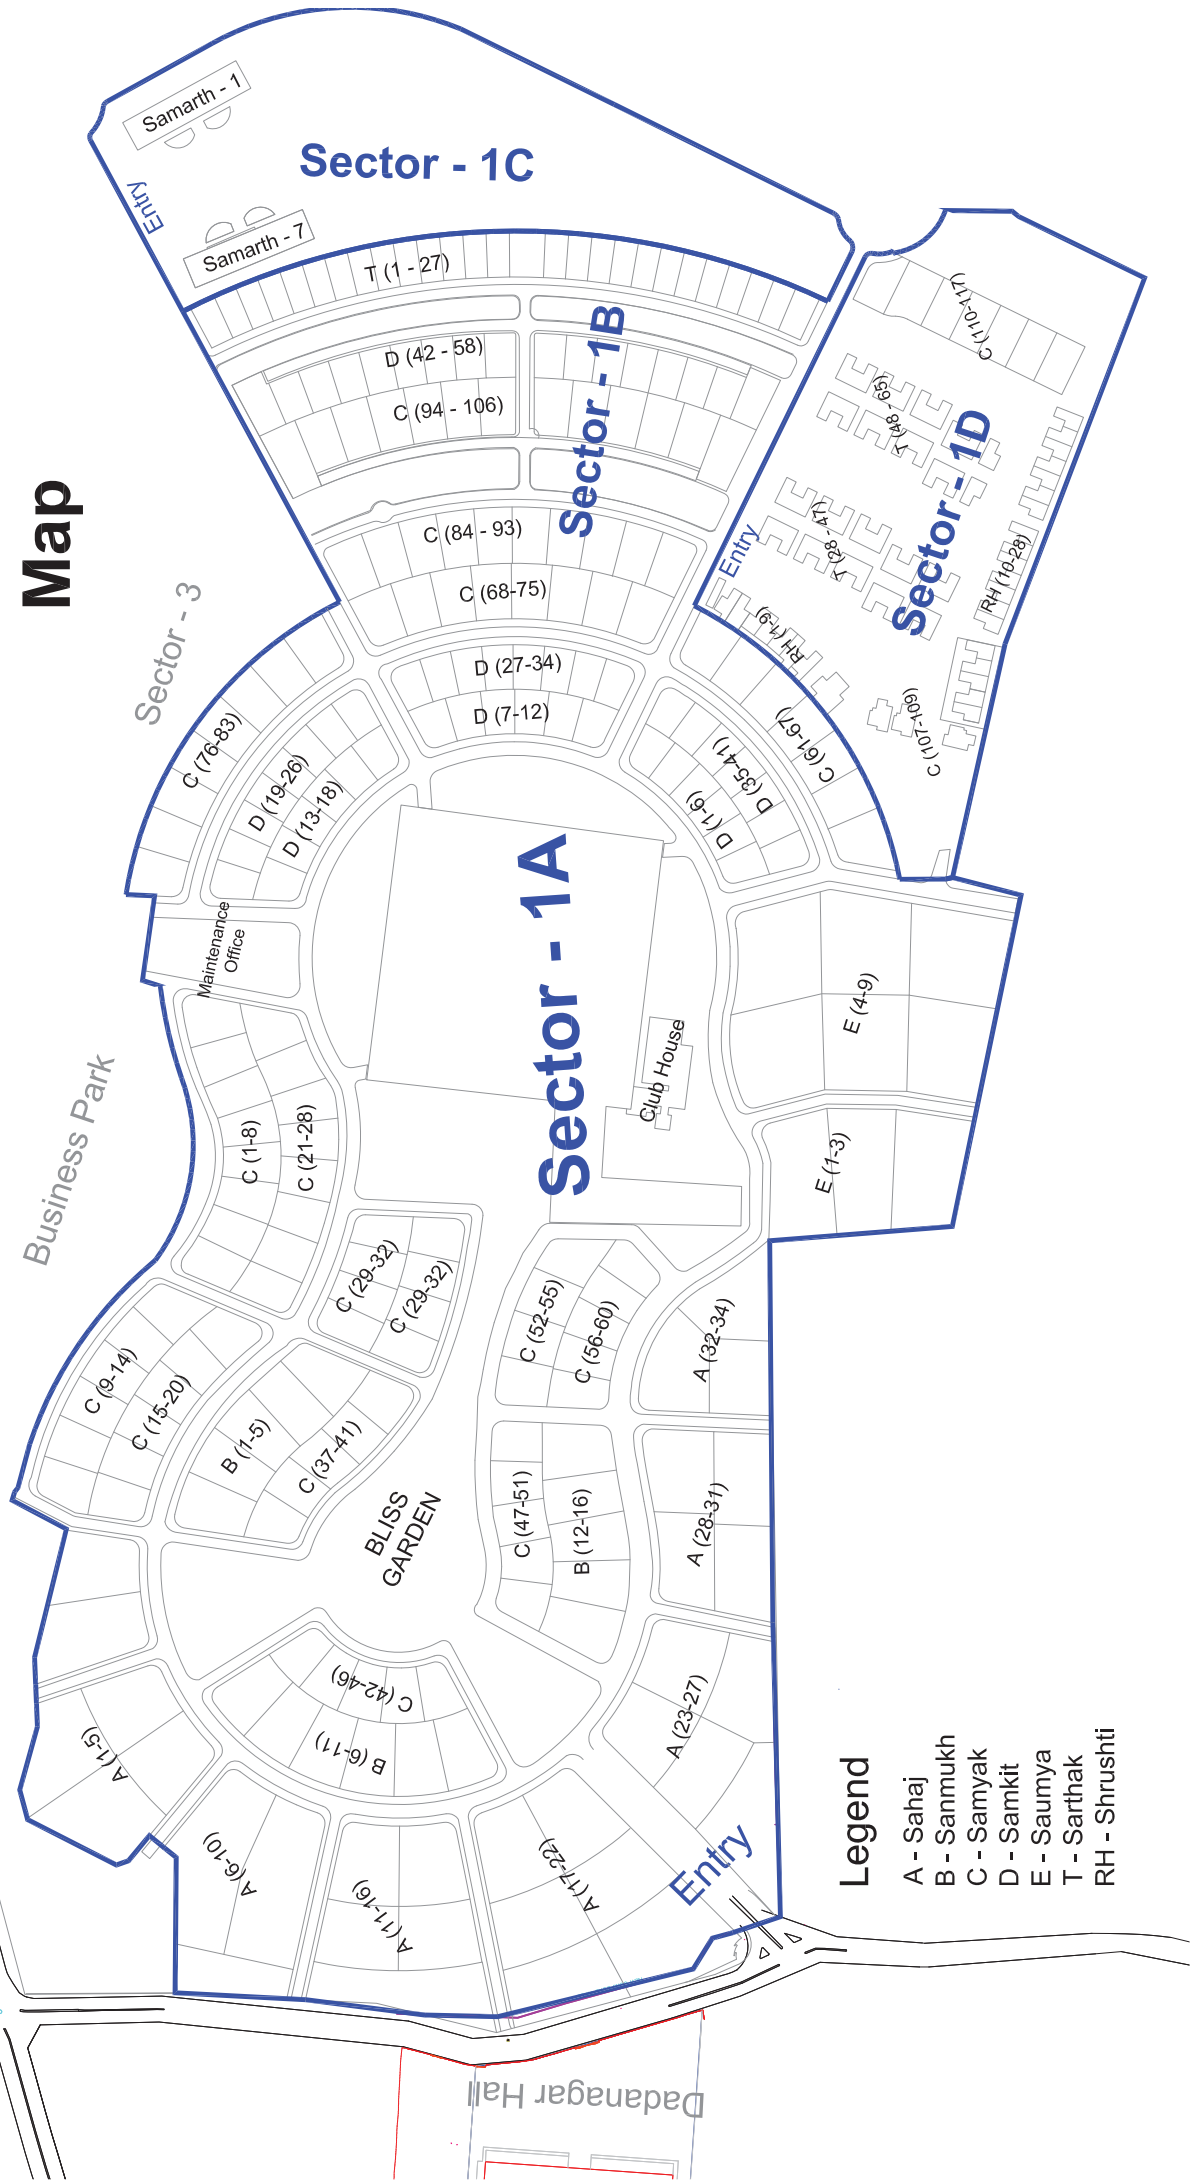 Map
Samarth - 1
Entry
Sector - 1C
Samarth - 7
T (1 - 27)
D (42 - 58)
C (94 - 106)
Sector - 1B
C (84 - 93)
C (68-75)
D (27-34)
D (7-12)
Sector - 3
C (76-83)
D (19-26)
D (13-18)
D (35-41)
D (1-6)
C (61-67)
Entry
C (110-117)
T (48 - 65)
Sector - 1D
T (28 - 47)
RH (10-28)
RH (1-9)
C (107-109)
Maintenance
Office
Sector - 1A
Club House
E (4-9)
E (1-3)
Business Park
C (1-8)
C (21-28)
C (29-32)
C (29-32)
C (52-55)
C (56-60)
A (32-34)
C (9-14)
C (15-20)
B (1-5)
C (37-41)
BLISS
GARDEN
C (47-51)
B (12-16)
A (28-31)
C (42-46)
B (6-11)
A (23-27)
A (1-5)
A (6-10)
A (11-16)
A (17-22)
Entry
Dadanagar Hall
Legend
A - Sahaj
B - Sanmukh
C - Samyak
D - Samkit
E - Saumya
T - Sarthak
RH - Shrushti